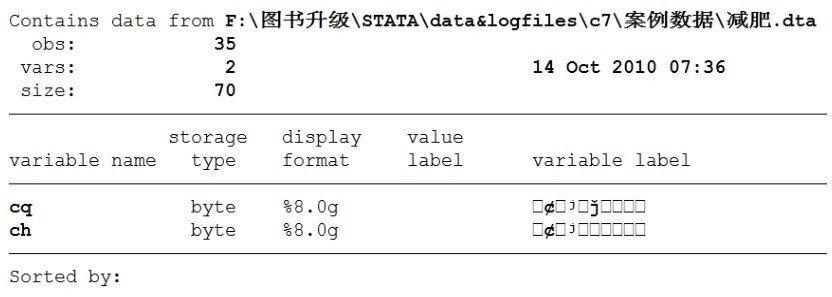 Contains data from F:\图书升级\STATA\data&logfiles\c7\案例数据\减肥.dta
obs: 35
vars: 2 14 Oct 2010 07:36
size: 70
storage display value
variable name type format label variable label
cq byte %8.0g □¢□ʲ□ǰ□□□□
ch byte %8.0g □¢□ʲ□□□□□□
Sorted by: